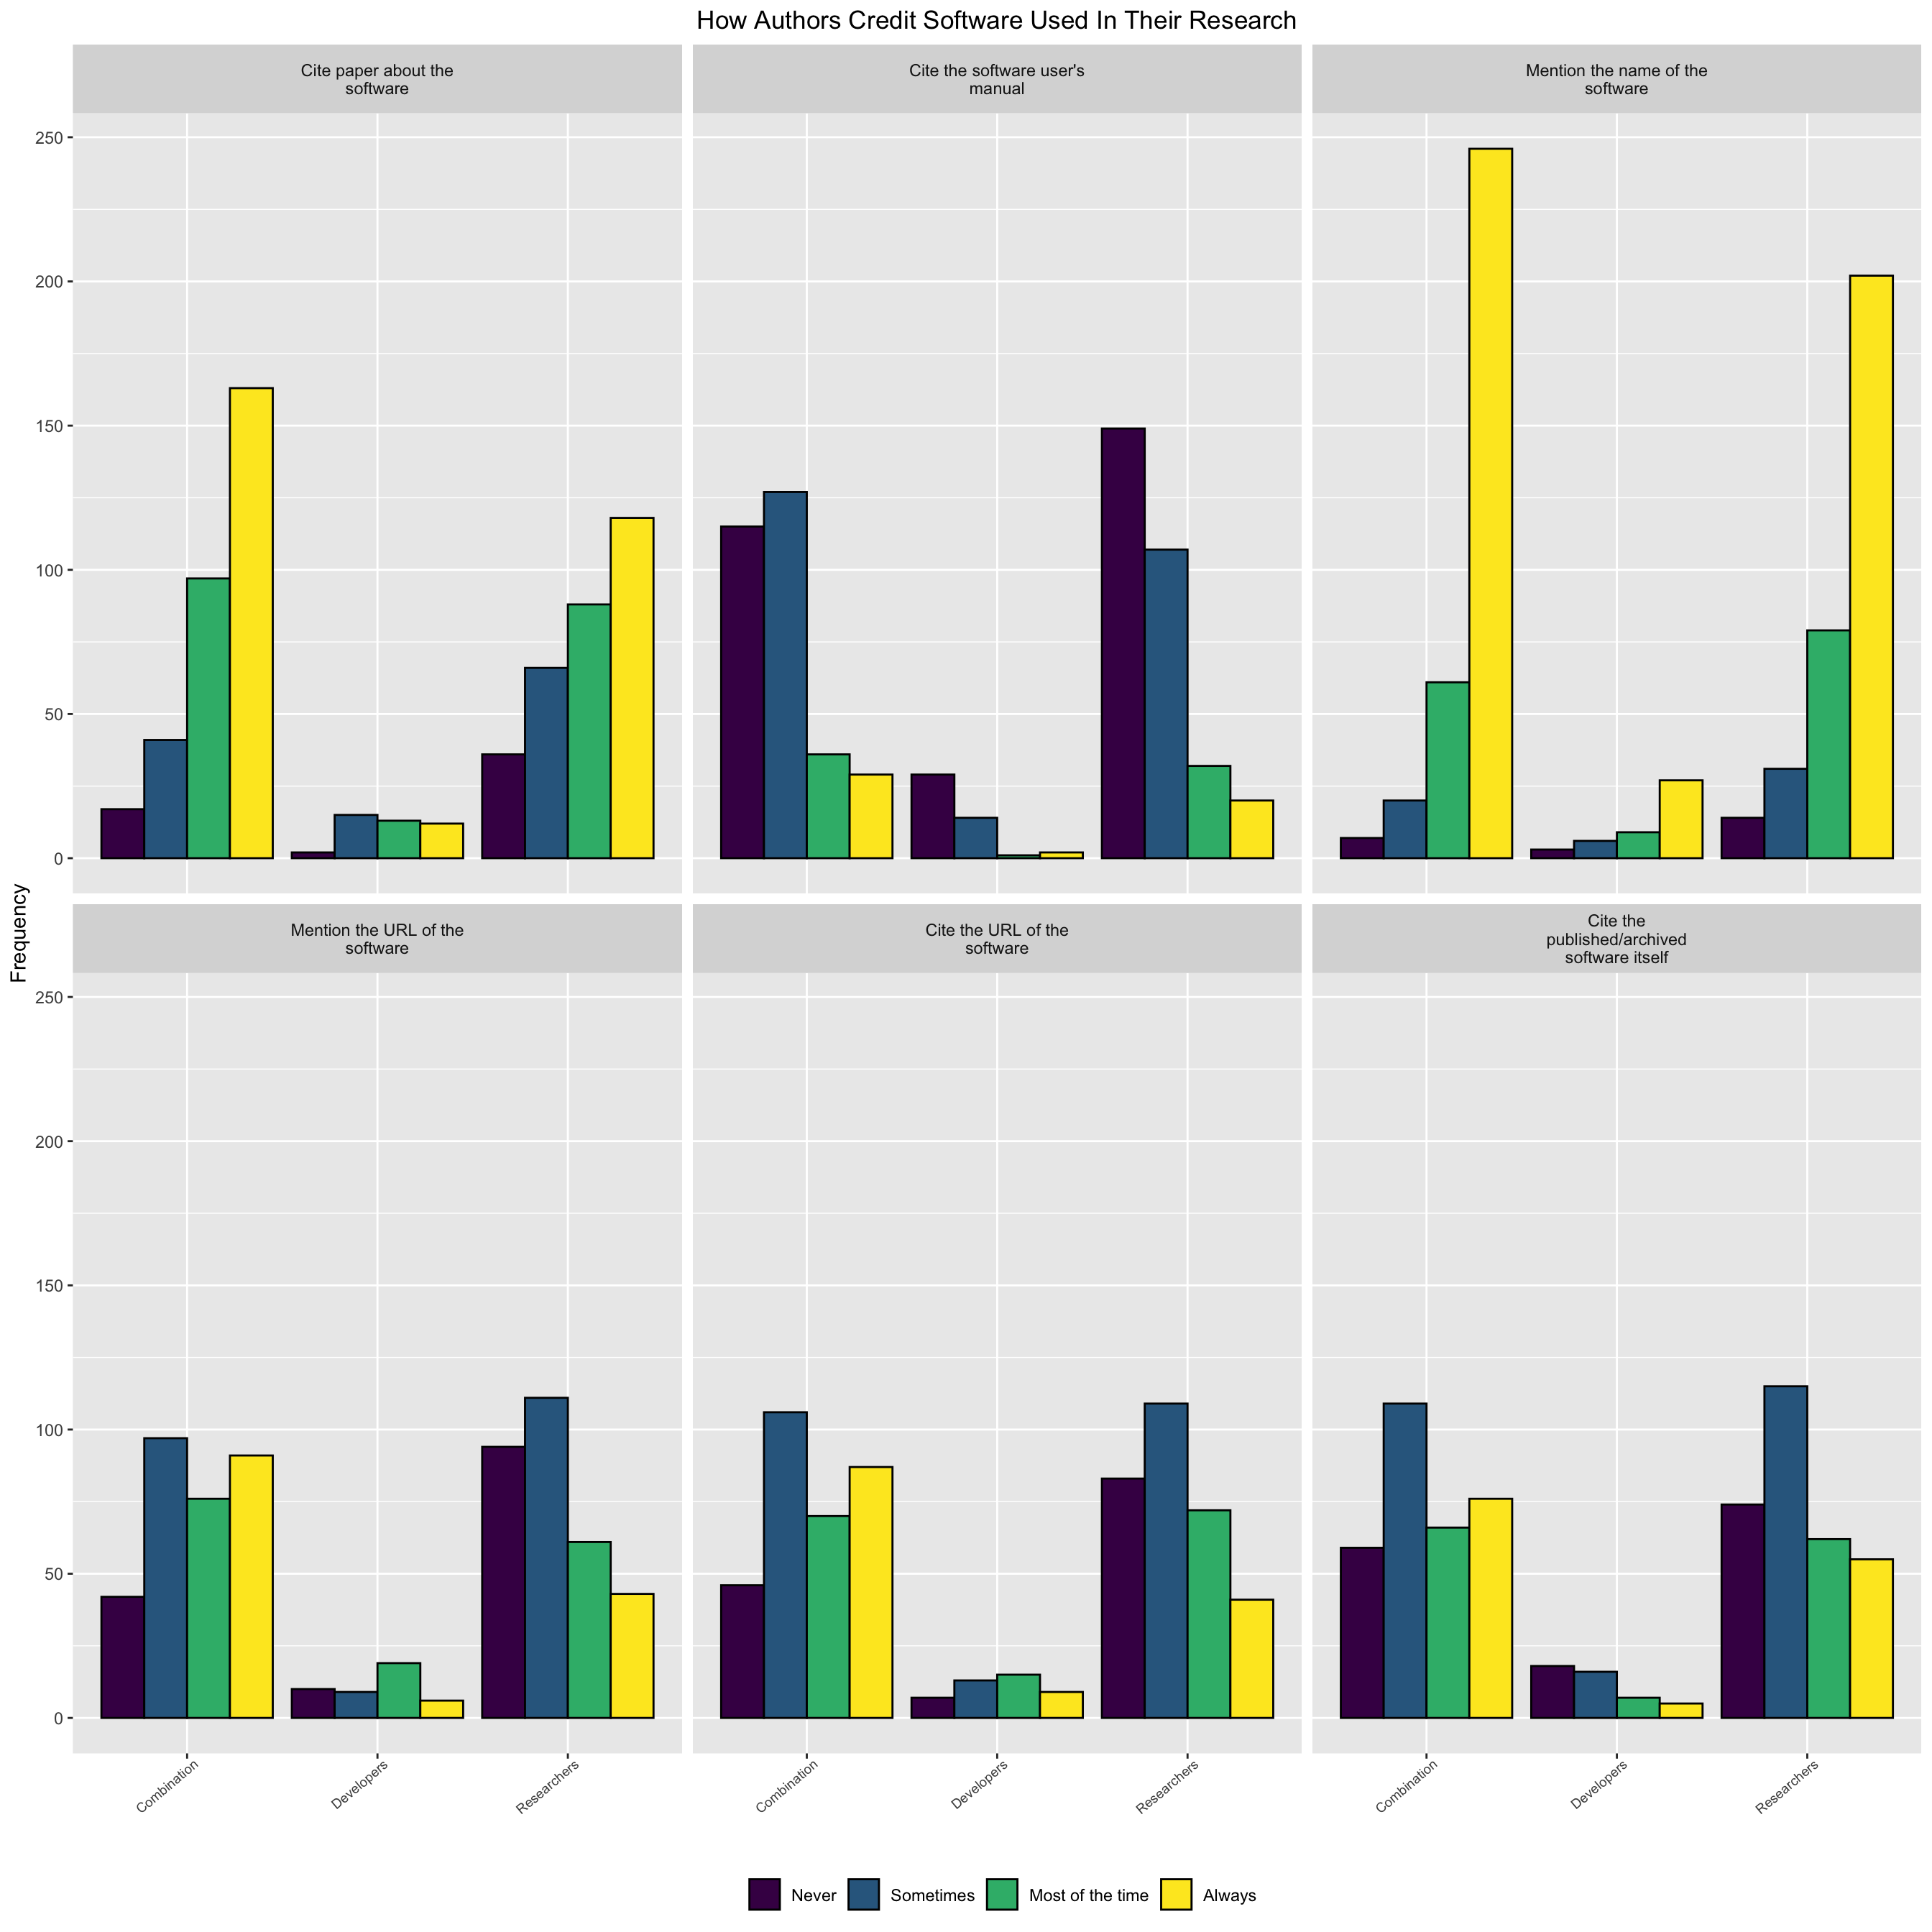 How Authors Credit Software Used In Their Research
Cite paper about the
software
Cite the software user's
manual
Mention the name of the
software
250
200
150
100
50
0
Frequency
Mention the URL of the
software
Cite the URL of the
software
Cite the
published/archived
software itself
250
200
150
100
50
0
Combination
Developers
Researchers
Combination
Developers
Researchers
Combination
Developers
Researchers
Never
Sometimes
Most of the time
Always